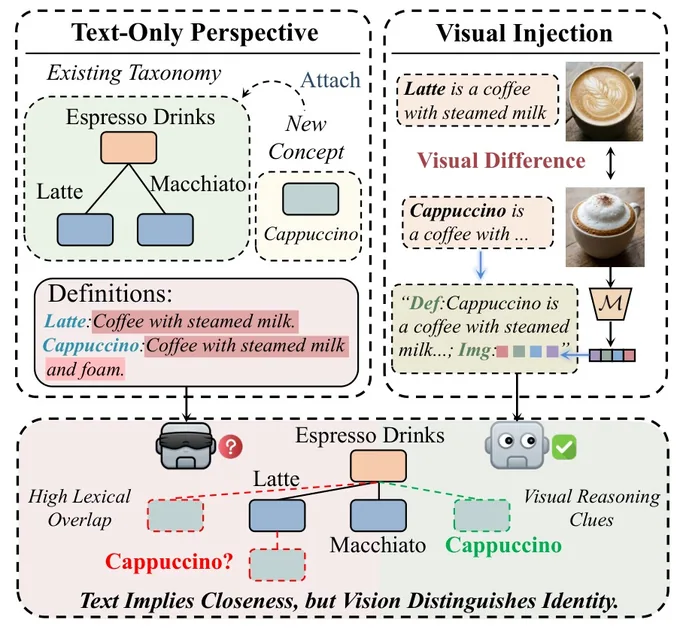 Text-Only Perspective
Existing Taxonomy
Attach
Espresso Drinks
New
Concept
Latte
Macchiato
Cappuccino
Definitions:
Latte:Coffee with steamed milk.
Cappuccino:Coffee with steamed milk
and foam.
Visual Injection
Latte is a coffee
with steamed milk
Visual Difference
Cappuccino is
a coffee with ...
M
“Def:Cappuccino is
a coffee with steamed
milk...; Img: ”
?
Espresso Drinks
Latte
High Lexical
Overlap
Visual Reasoning
Clues
Macchiato
Cappuccino
Cappuccino?
Text Implies Closeness, but Vision Distinguishes Identity.